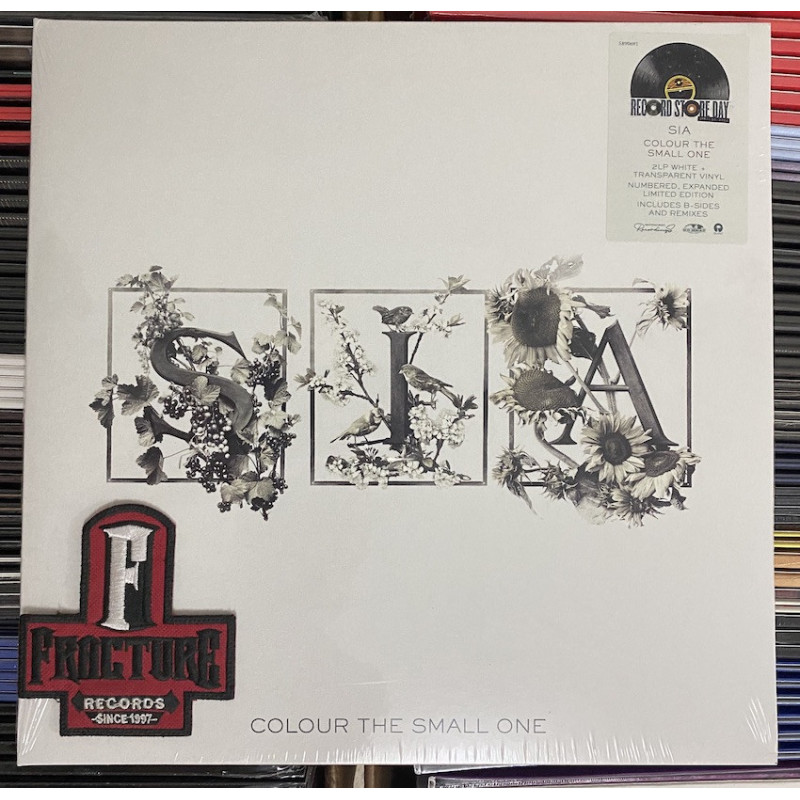 RECORD STORE DAY
SIA
COLOUR THE
SMALL ONE
2LP WHITE +
TRANSPARENT VINYL
NUMBERED, EXPANDED
LIMITED EDITION
INCLUDES B-SIDES
AND REMIXES
SIA
F
FRACTURE
RECORDS
-SINCE 1997-
COLOUR THE SMALL ONE